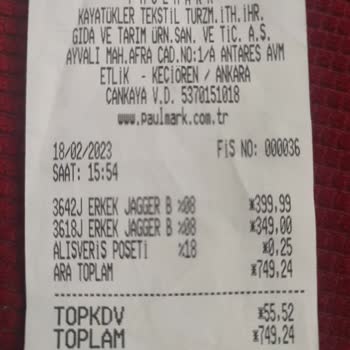 KAYATÜKLER TEKSTİL TURZM.İTH.İHR.
GIDA VE TARIM ÜRN.SAN. VE TİC. A.Ş.
AYVALI MAH.AFRA CAD.NO:1/A ANTARES AVM
ETLİK - KEÇİÖREN / ANKARA
ÇANKAYA V.D. 5370151018
www.paulmark.com.tr
18/02/2023 FİŞ NO: 000036
SAAT: 15:54
3642J ERKEK JAGGER B %08 *399,99
3618J ERKEK JAGGER B %08 *349,00
ALIŞVERİŞ POŞETİ %18 *0,25
ARA TOPLAM *749,24
TOPKDV *55,52
TOPLAM *749,24